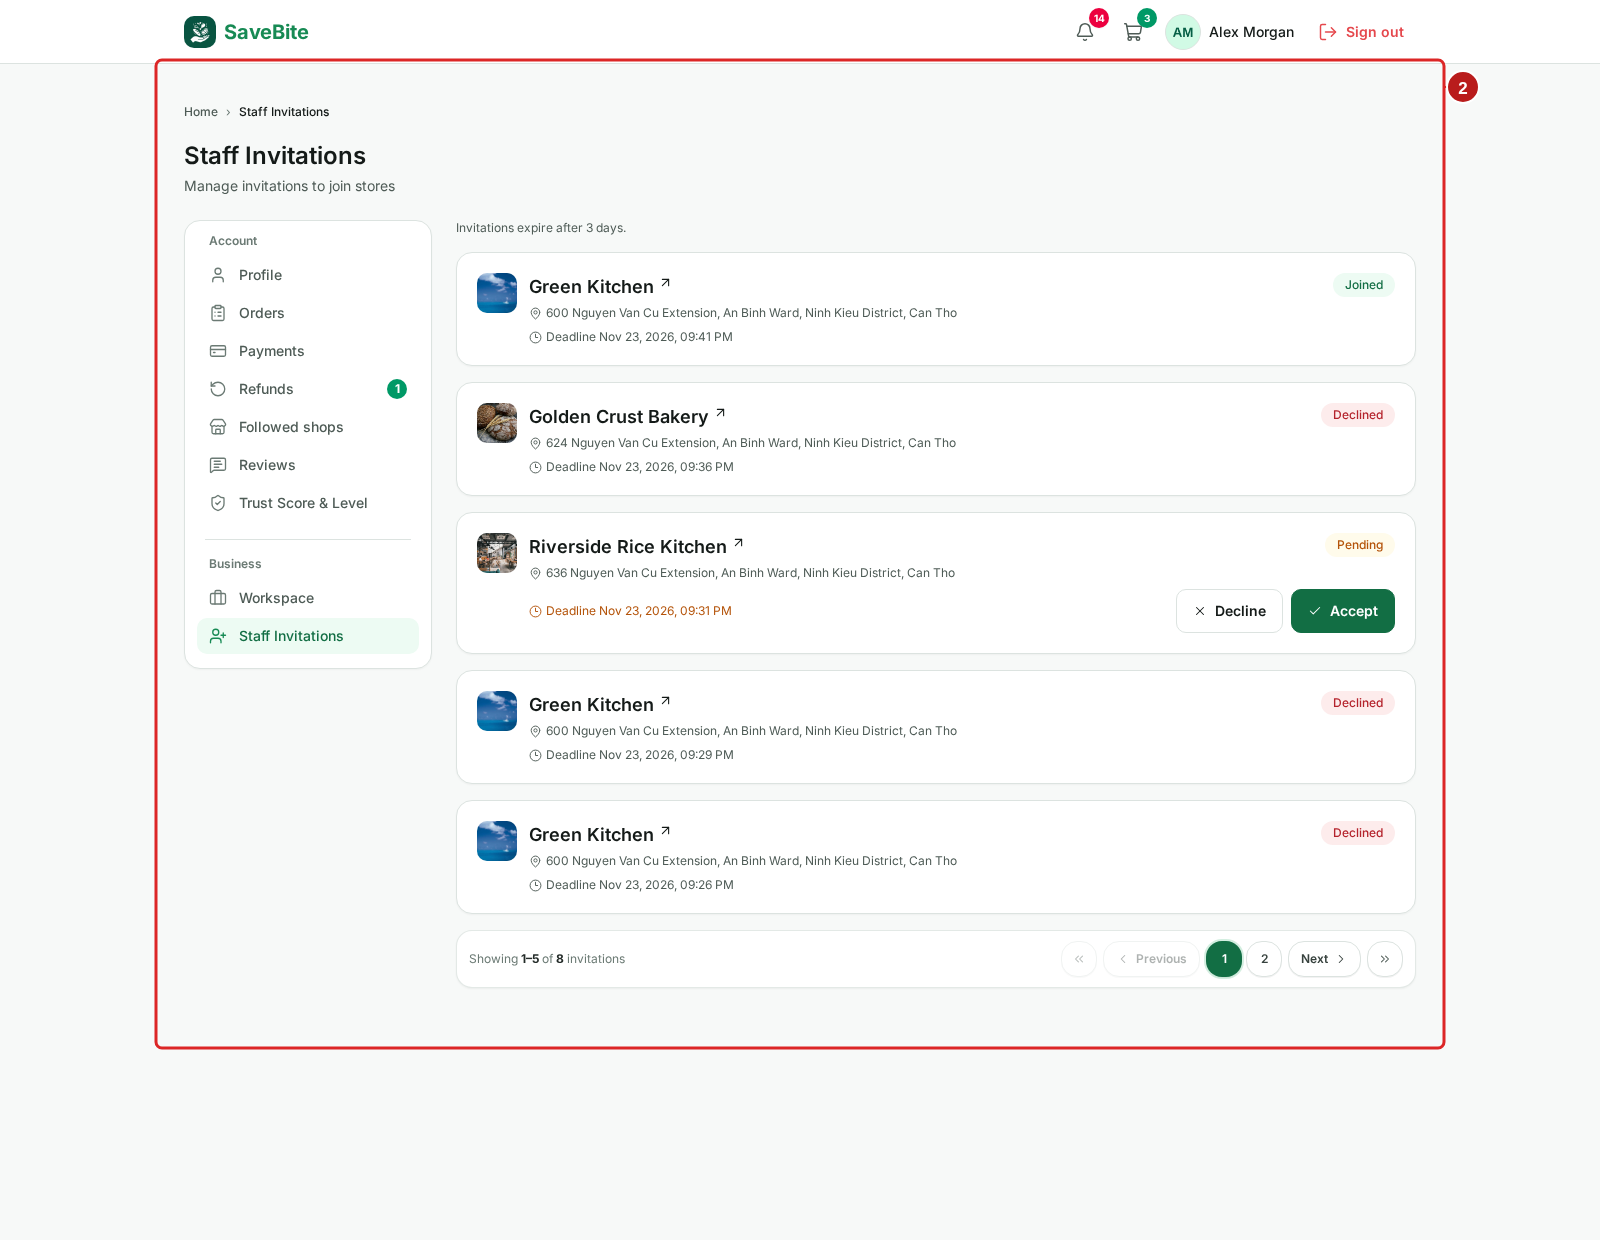 SaveBite
14
3
AM
Alex Morgan
Sign out
2
Home › Staff Invitations
Staff Invitations
Manage invitations to join stores
Account
Profile
Orders
Payments
Refunds 1
Followed shops
Reviews
Trust Score & Level
Business
Workspace
Staff Invitations
Invitations expire after 3 days.
Green Kitchen
Joined
600 Nguyen Van Cu Extension, An Binh Ward, Ninh Kieu District, Can Tho
Deadline Nov 23, 2026, 09:41 PM
Golden Crust Bakery
Declined
624 Nguyen Van Cu Extension, An Binh Ward, Ninh Kieu District, Can Tho
Deadline Nov 23, 2026, 09:36 PM
Riverside Rice Kitchen
Pending
636 Nguyen Van Cu Extension, An Binh Ward, Ninh Kieu District, Can Tho
Deadline Nov 23, 2026, 09:31 PM
Decline
Accept
Green Kitchen
Declined
600 Nguyen Van Cu Extension, An Binh Ward, Ninh Kieu District, Can Tho
Deadline Nov 23, 2026, 09:29 PM
Green Kitchen
Declined
600 Nguyen Van Cu Extension, An Binh Ward, Ninh Kieu District, Can Tho
Deadline Nov 23, 2026, 09:26 PM
Showing 1–5 of 8 invitations
« ‹ Previous 1 2 Next › »